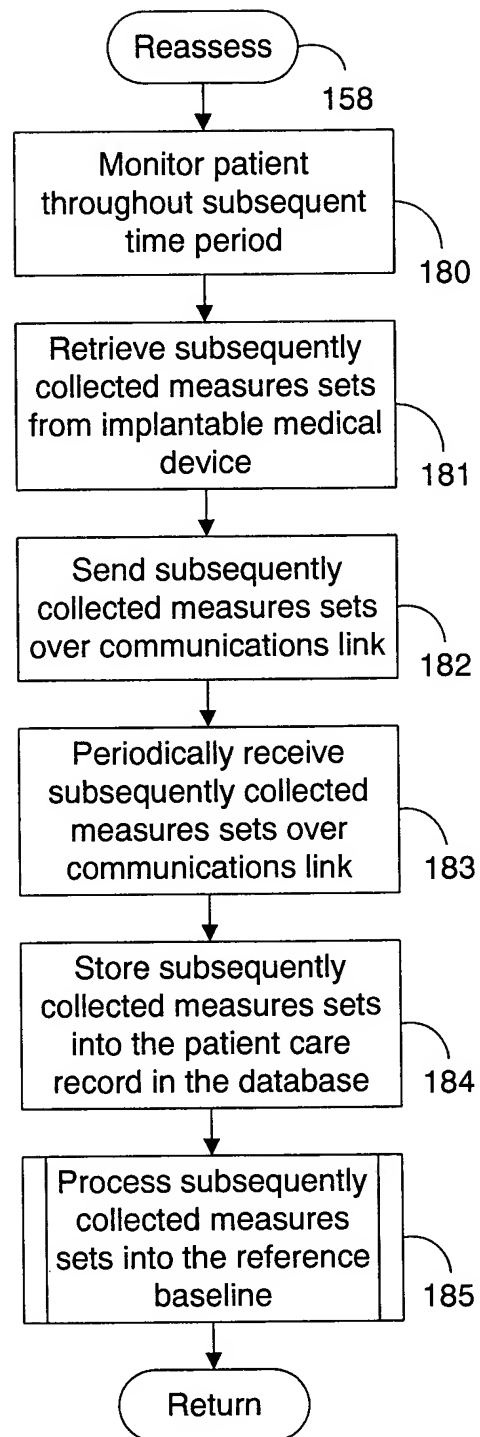 Reassess
158
Monitor patient
throughout subsequent
time period
180
Retrieve subsequently
collected measures sets
from implantable medical
device
181
Send subsequently
collected measures sets
over communications link
182
Periodically receive
subsequently collected
measures sets over
communications link
183
Store subsequently
collected measures sets
into the patient care
record in the database
184
Process subsequently
collected measures
sets into the reference
baseline
185
Return